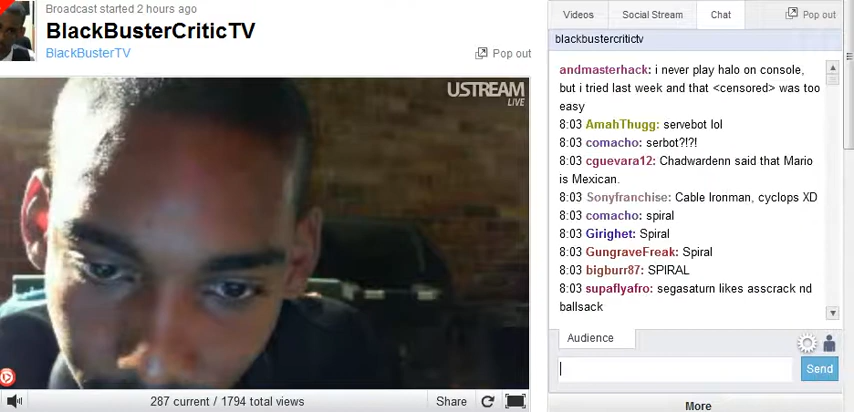 Broadcast started 2 hours ago
BlackBusterCriticTV
BlackBusterTV
Pop out
USTREAM
LIVE
287 current / 1794 total views
Share
Videos
Social Stream
Chat
Pop out
blackbustercritictv
andmasterhack: i never play halo on console,
but i tried last week and that <censored> was too
easy
8:03 AmahThugg: servebot lol
8:03 comacho: serbot?!?!
8:03 cguevara12: Chadwardenn said that Mario
is Mexican.
8:03 Sonyfranchise: Cable Ironman, cyclops XD
8:03 comacho: spiral
8:03 Girighet: Spiral
8:03 GungraveFreak: Spiral
8:03 bigburr87: SPIRAL
8:03 supaflyafro: segasaturn likes asscrack nd
ballsack
Audience
Send
More